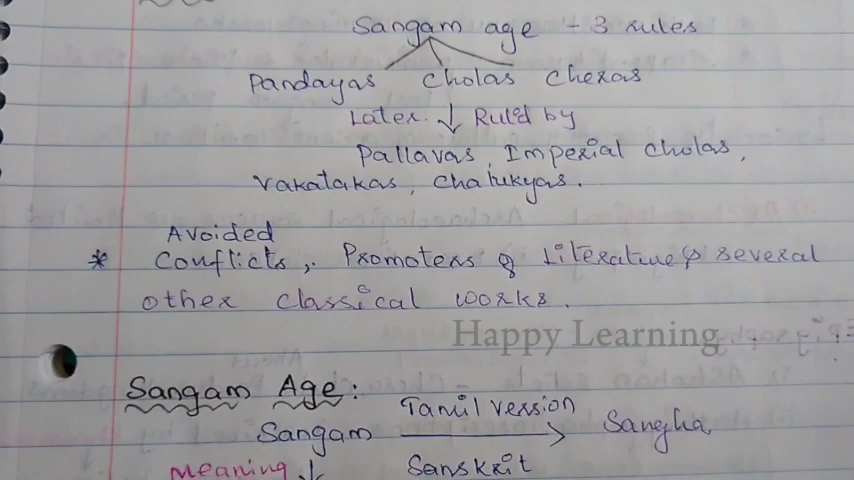 Sangam age - 3 rules
Pandayas Cholas Cheras
Later ↓ Ruled by
Pallavas, Imperial cholas,
Vakatakas, Chalukyas.
Avoided
* conflicts, Promoters of literature & several
other classical works.
Happy Learning
Sangam Age:
Tamil version
Sangam → Sangha
Sanskrit
Meaning ↓